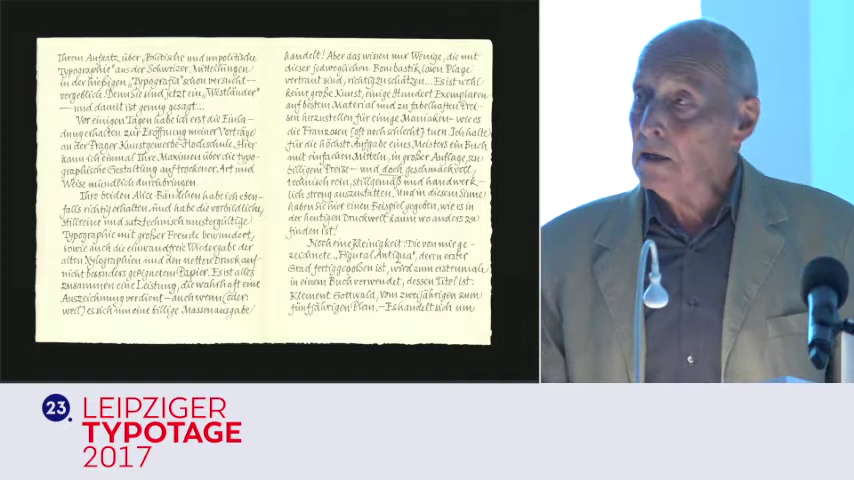 Ihrem Aufsatz über „Politische und unpolitische
Typographie" aus der Schweizer. Mitteilungen
in der hießigen „Typografia" schon versucht —
vergeblich. Denn Sie sind jetzt ein „Westländer"
— und damit ist genug gesagt...
Vor einigen Tagen habe ich erst die Einla-
dung erhalten zur Eröffnung meiner Vorträge
an der Prager Kunstgewerbe-Hochschule. Hier
kann ich einmal Ihre Maximen über die typo-
graphische Gestaltung auf trockener Art und
Weise mündlich durchbringen.
Ihre beiden Alice-Bändchen habe ich eben-
falls richtig erhalten. und habe die vorbildliche,
stilreine und satztechnisch mustergültige
Typographie mit großer Freude bewundert,
sowie auch die einwandfreie Wiedergabe der
alten Xylographien und den netten Druck auf
nicht besonders geeignetem Papier. Es ist alles
zusammen eine Leistung, die wahrhaft eine
Auszeichnung verdient — auch wenn (oder:
weil) es sich um eine billige Massenausgabe
handelt! Aber das wissen nur Wenige, die mit
dieser jedweglichen Bombastik
vertraut sind, richtig zu schätzen... Es ist wohl
keine große Kunst, einige Hundert Exemplaren
auf bestem Material und zu fabelhaften Prei-
sen herzustellen für einige Maniaken — wie es
die Franzosen (oft noch schlecht) tuen. Ich halte
für die höchste Aufgabe eines Meisters ein Buch
mit einfachen Mitteln, in großer Auflage, zu
billigem Preise — und doch geschmackvoll,
technisch rein, stilgemäß und handwerk-
lich streng auszustatten, und in diesem Sinne
haben Sie hier einen Beispiel gegeben, wie es in
der heutigen Druckwelt kaum wo anders zu
finden ist!
Noch eine Kleinigkeit: Die von mir ge-
zeichnete „Figural Antiqua", deren erster
Grad fertiggegoßen ist, wird zum erstenmale
in einem Buch verwendet, dessen Titel ist:
Klement Gottwald, Vom zweijährigen zum
fünfjährigen Plan. — Es handelt sich um
23. LEIPZIGER
TYPOTAGE
2017